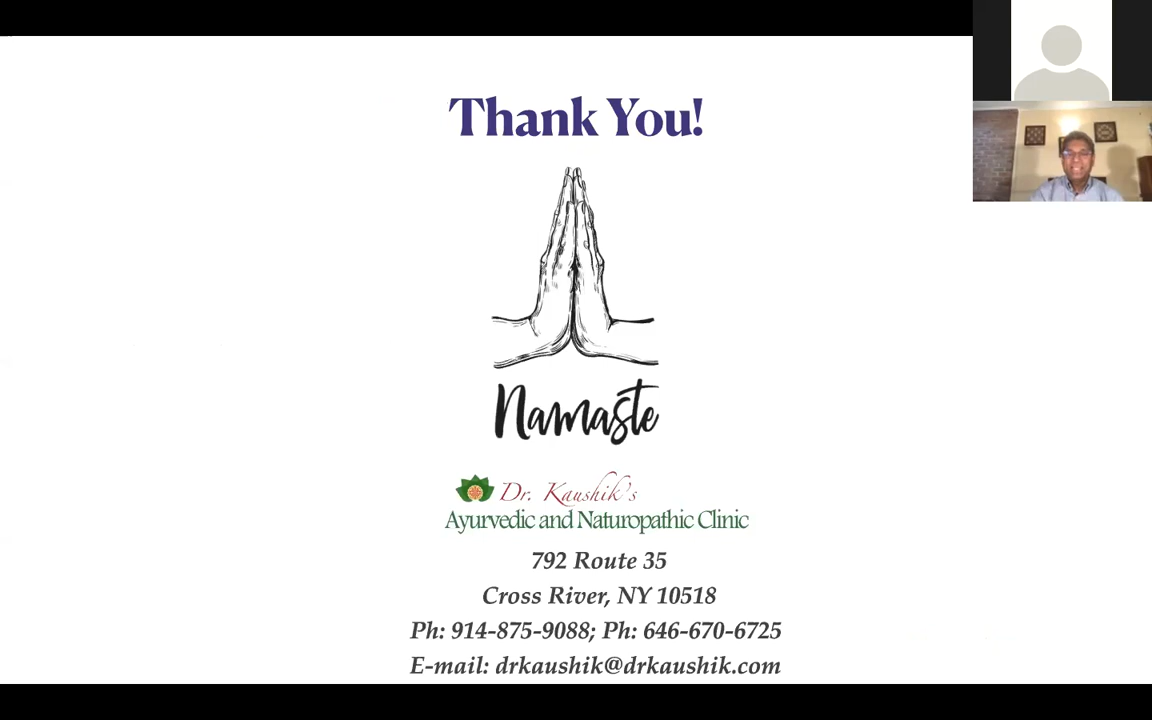 Thank You!
Namaste
Dr. Kaushik's
Ayurvedic and Naturopathic Clinic
792 Route 35
Cross River, NY 10518
Ph: 914-875-9088; Ph: 646-670-6725
E-mail: drkaushik@drkaushik.com